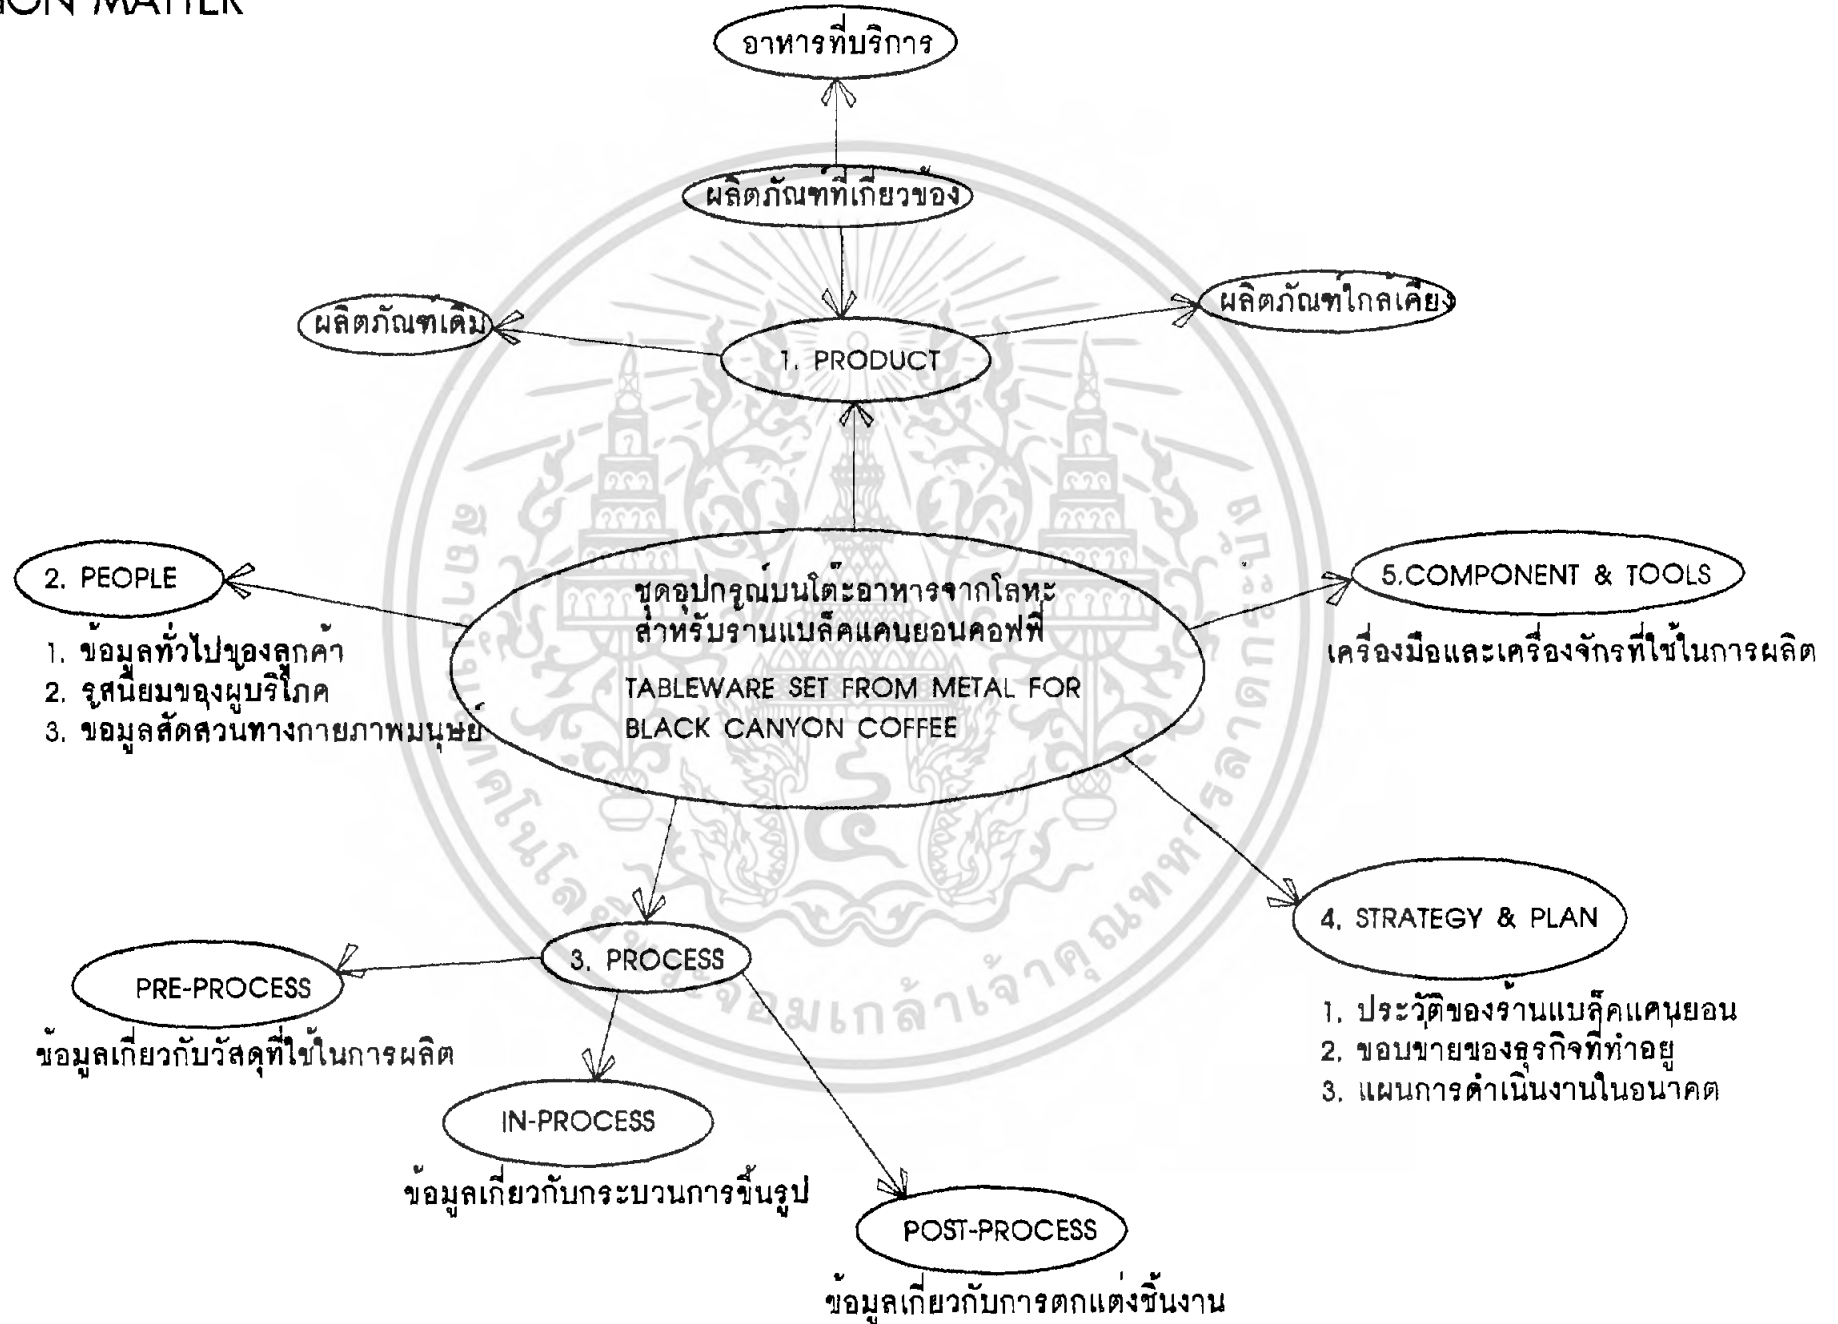 MATTER
อาหารที่บริการ
ผลิตภัณฑ์ที่เกี่ยวข้อง
ผลิตภัณฑ์เดิม
ผลิตภัณฑ์ใกล้เคียง
1. PRODUCT
2. PEOPLE
1. ข้อมูลทั่วไปของลูกค้า
2. รสนิยมของผู้บริโภค
3. ข้อมูลสัดส่วนทางกายภาพมนุษย์
ชุดอุปกรณ์บนโต๊ะอาหารจากโลหะ
สำหรับร้านแบล็คแคนยอนคอฟฟี่
TABLEWARE SET FROM METAL FOR
BLACK CANYON COFFEE
5.COMPONENT & TOOLS
เครื่องมือและเครื่องจักรที่ใช้ในการผลิต
4. STRATEGY & PLAN
1. ประวัติของร้านแบล็คแคนยอน
2. ขอบข่ายของธุรกิจที่ทำอยู่
3. แผนการดำเนินงานในอนาคต
3. PROCESS
PRE-PROCESS
ข้อมูลเกี่ยวกับวัสดุที่ใช้ในการผลิต
IN-PROCESS
ข้อมูลเกี่ยวกับกระบวนการขึ้นรูป
POST-PROCESS
ข้อมูลเกี่ยวกับการตกแต่งชิ้นงาน